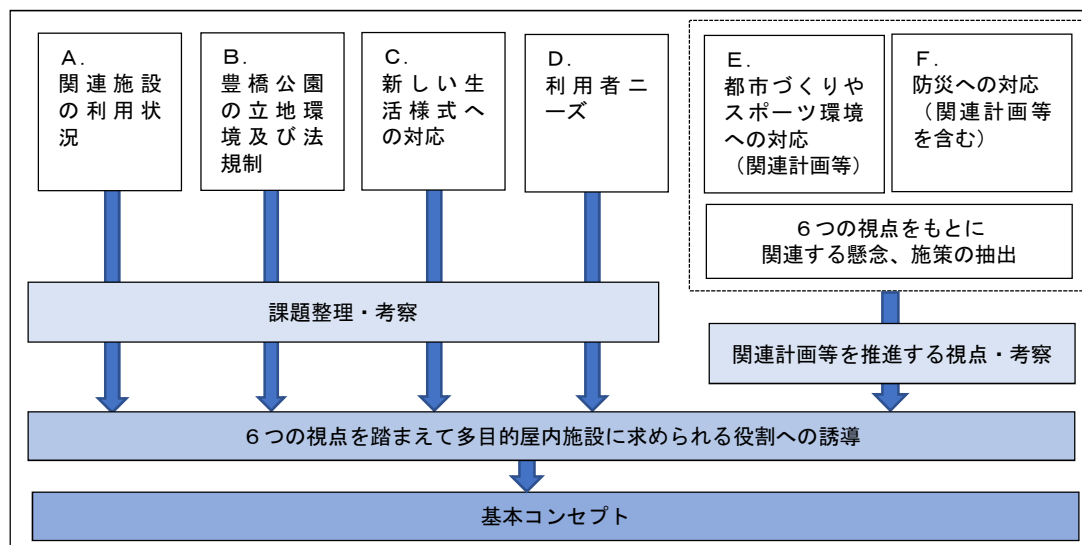 A.
関連施設
の利用状
況
B.
豊橋公園
の立地環
境及び法
規制
C.
新しい生
活様式へ
の対応
D.
利用者ニ
ーズ
E.
都市づくりや
スポーツ環境
への対応
(関連計画等)
F.
防災への対応
(関連計画等
を含む)
6つの視点をもとに
関連する懸念、施策の抽出
課題整理・考察
関連計画等を推進する視点・考察
6つの視点を踏まえて多目的屋内施設に求められる役割への誘導
基本コンセプト